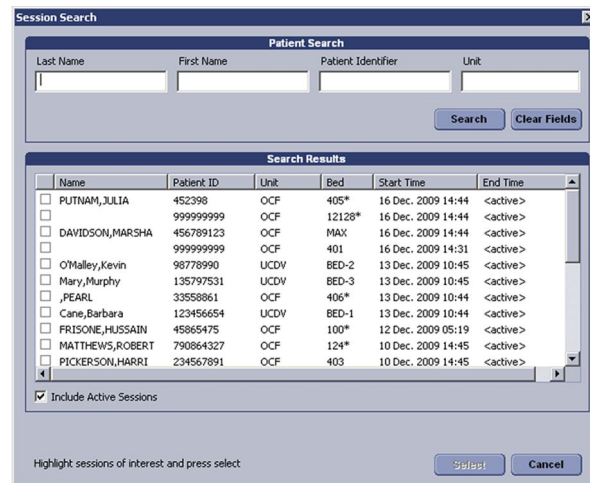 Session Search
Patient Search
Last Name First Name Patient Identifier Unit
Search Clear Fields
Search Results
Name Patient ID Unit Bed Start Time End Time
PUTNAM,JULIA 452398 OCF 405* 16 Dec. 2009 14:44 <active>
999999999 OCF 12128* 16 Dec. 2009 14:44 <active>
DAVIDSON,MARSHA 456789123 OCF MAX 16 Dec. 2009 14:44 <active>
999999999 OCF 401 16 Dec. 2009 14:31 <active>
O'Malley,Kevin 98778990 UCDV BED-2 13 Dec. 2009 10:45 <active>
Mary,Murphy 135797531 UCDV BED-3 13 Dec. 2009 10:45 <active>
,PEARL 33558861 OCF 406* 13 Dec. 2009 10:44 <active>
Cane,Barbara 123456654 UCDV BED-1 13 Dec. 2009 10:44 <active>
FRISONE,HUSSAIN 45865475 OCF 100* 12 Dec. 2009 05:19 <active>
MATTHEWS,ROBERT 790864327 OCF 124* 10 Dec. 2009 14:45 <active>
PICKERSON,HARRI 234567891 OCF 403 10 Dec. 2009 14:45 <active>
Include Active Sessions
Highlight sessions of interest and press select Select Cancel